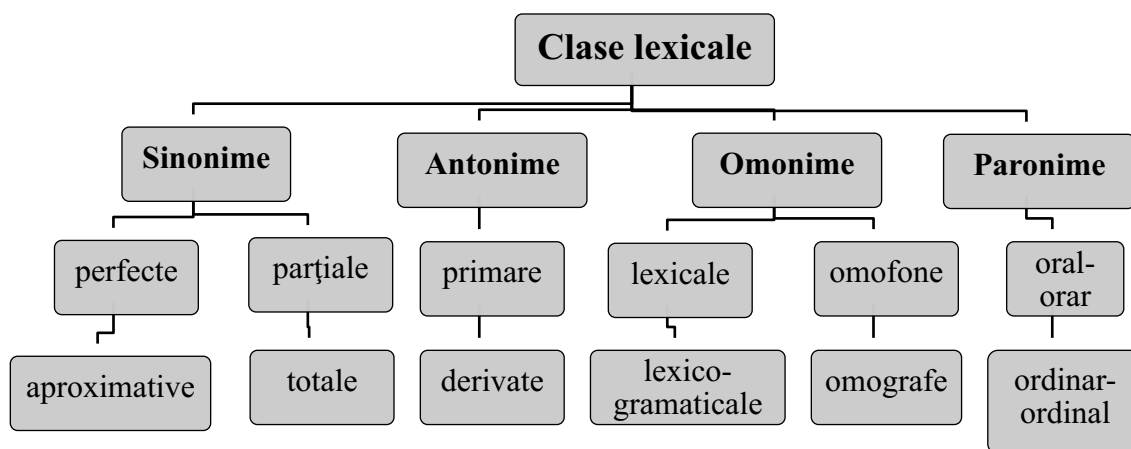 Clase lexicale
Sinonime
Antonime
Omonime
Paronime
perfecte
parţiale
primare
lexicale
omofone
oral-
orar
aproximative
totale
derivate
lexico-
gramaticale
omografe
ordinar-
ordinal